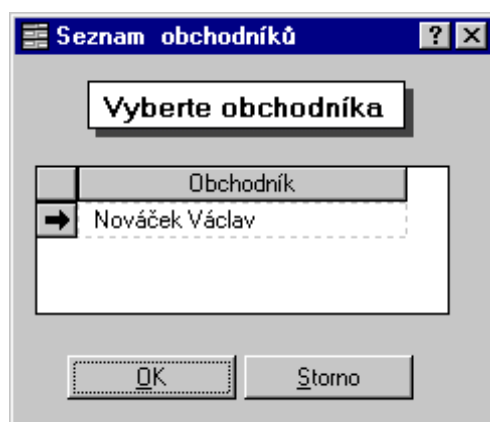 Seznam obchodníků
Vyberte obchodníka
Obchodník
Nováček Václav
OK
Storno